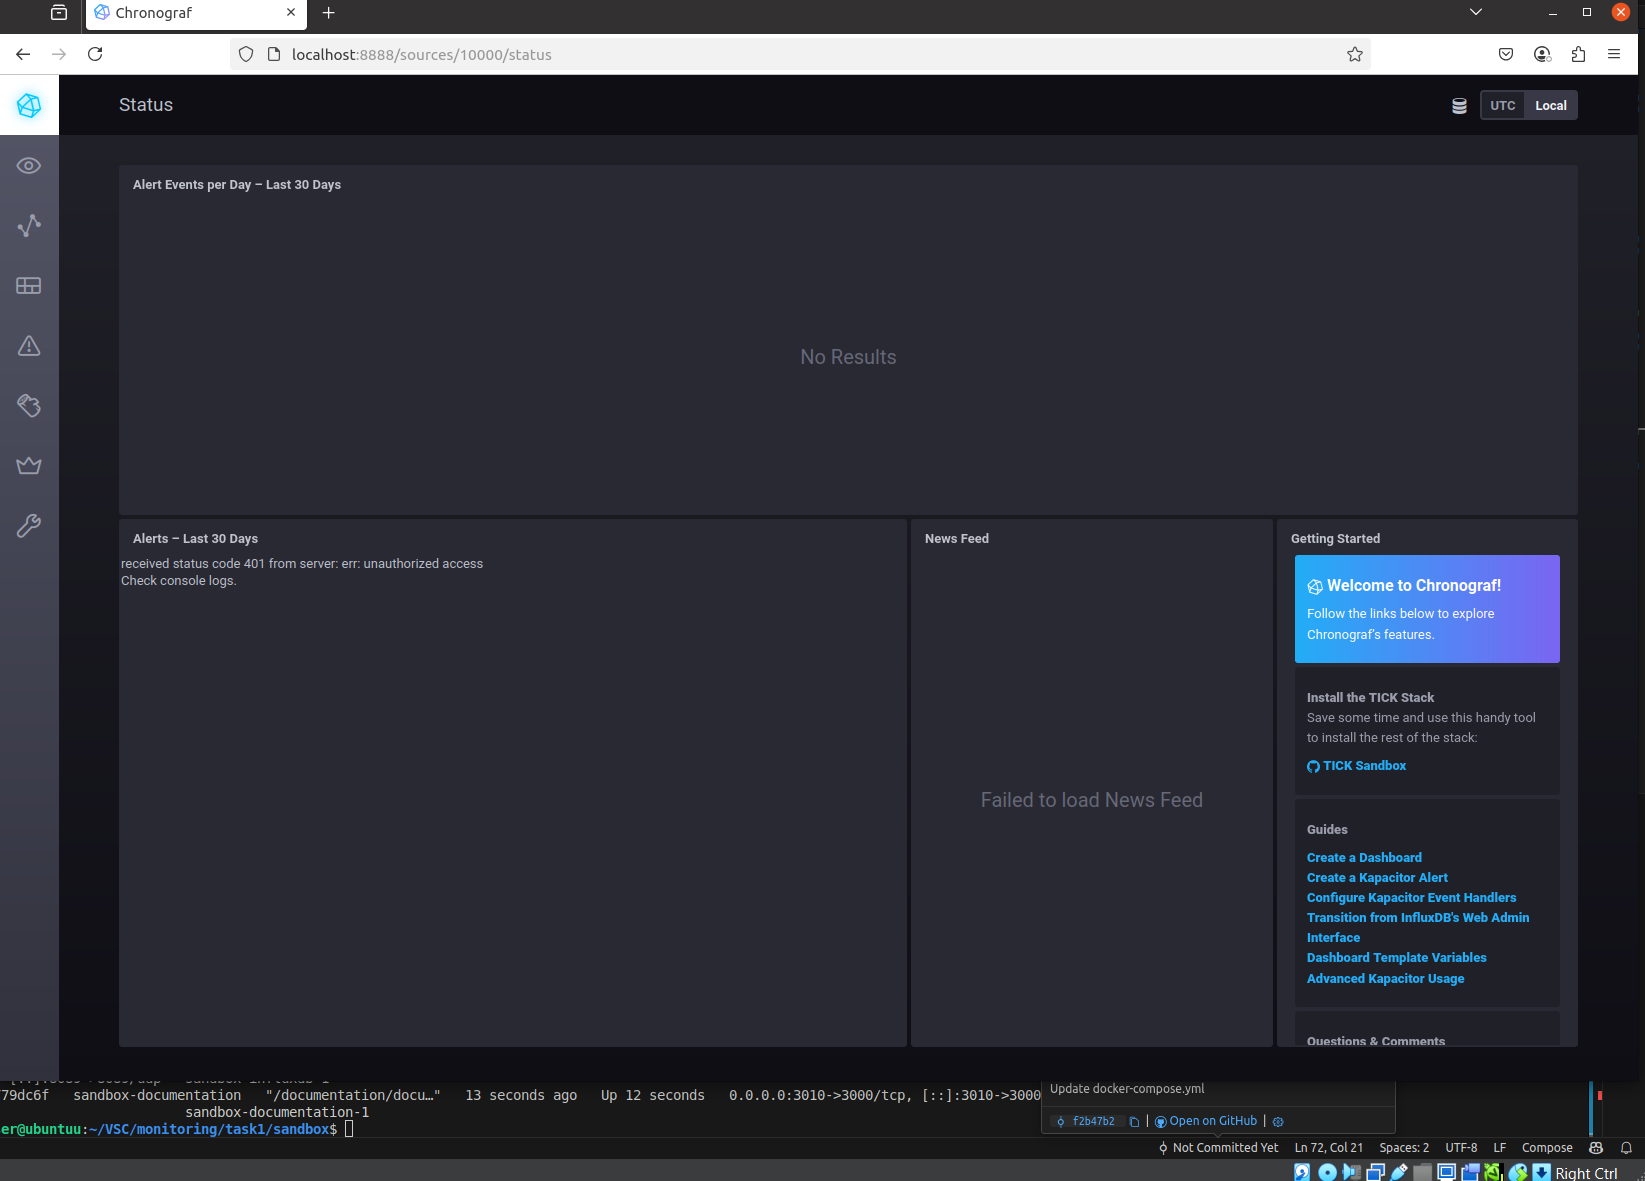 Chronograf
localhost:8888/sources/10000/status
Status
UTC Local
Alert Events per Day – Last 30 Days
No Results
Alerts – Last 30 Days
received status code 401 from server: err: unauthorized access
Check console logs.
News Feed
Failed to load News Feed
Getting Started
Welcome to Chronograf!
Follow the links below to explore
Chronograf's features.
Install the TICK Stack
Save some time and use this handy tool
to install the rest of the stack:
TICK Sandbox
Guides
Create a Dashboard
Create a Kapacitor Alert
Configure Kapacitor Event Handlers
Transition from InfluxDB's Web Admin
Interface
Dashboard Template Variables
Advanced Kapacitor Usage
Questions & Comments
79dc6f sandbox-documentation "/documentation/docu…" 13 seconds ago Up 12 seconds 0.0.0.0:3010->3000/tcp, [::]:3010->3000
sandbox-documentation-1
er@ubuntuu:~/VSC/monitoring/task1/sandbox$
Update docker-compose.yml
f2b47b2 | Open on GitHub |
Not Committed Yet Ln 72, Col 21 Spaces: 2 UTF-8 LF Compose
Right Ctrl